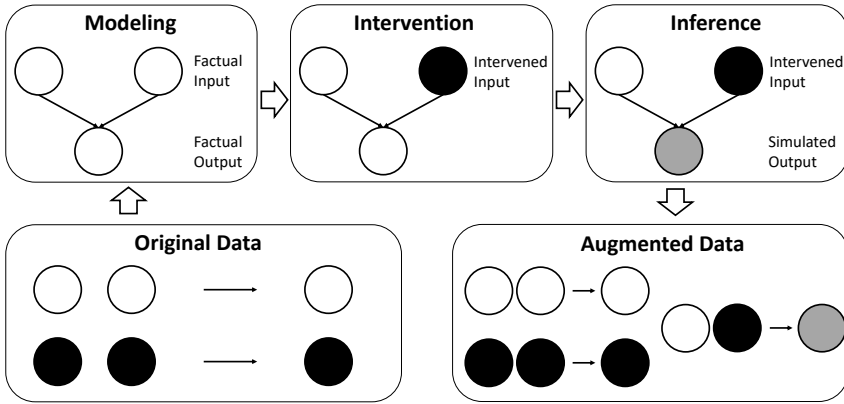 Modeling
Factual
Input
Factual
Output
Intervention
Intervened
Input
Inference
Intervened
Input
Simulated
Output
Original Data
Augmented Data